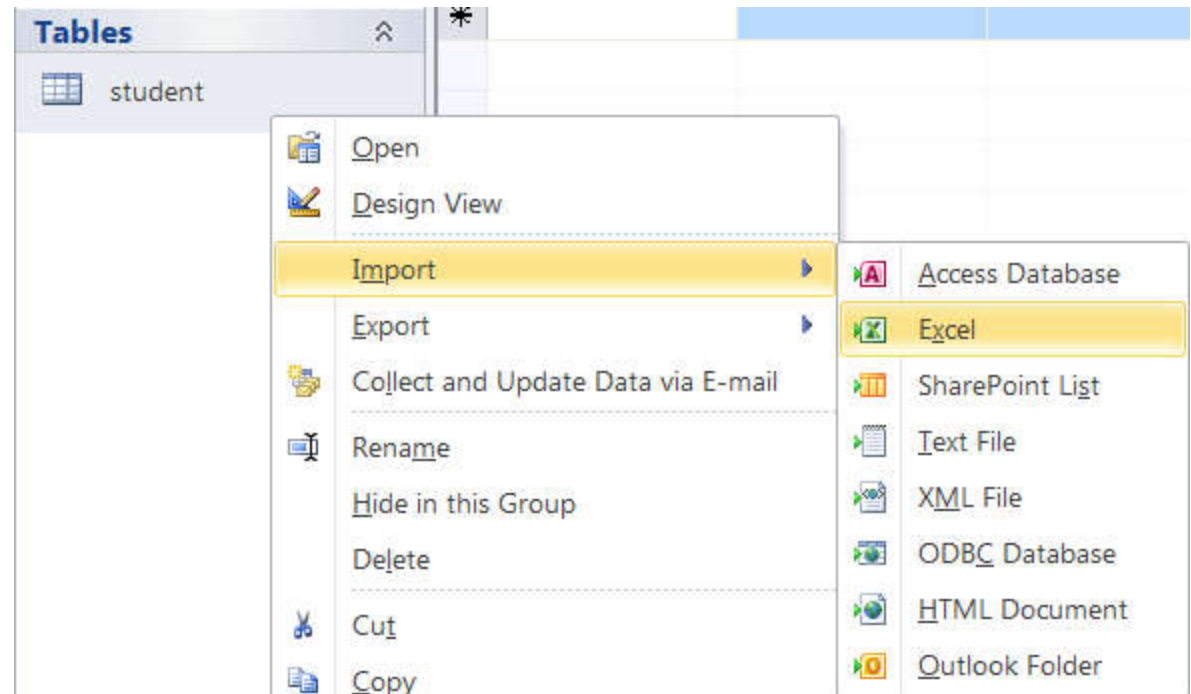 Tables
student
Open
Design View
Import
Export
Collect and Update Data via E-mail
Rename
Hide in this Group
Delete
Cut
Copy
Access Database
Excel
SharePoint List
Text File
XML File
ODBC Database
HTML Document
Outlook Folder